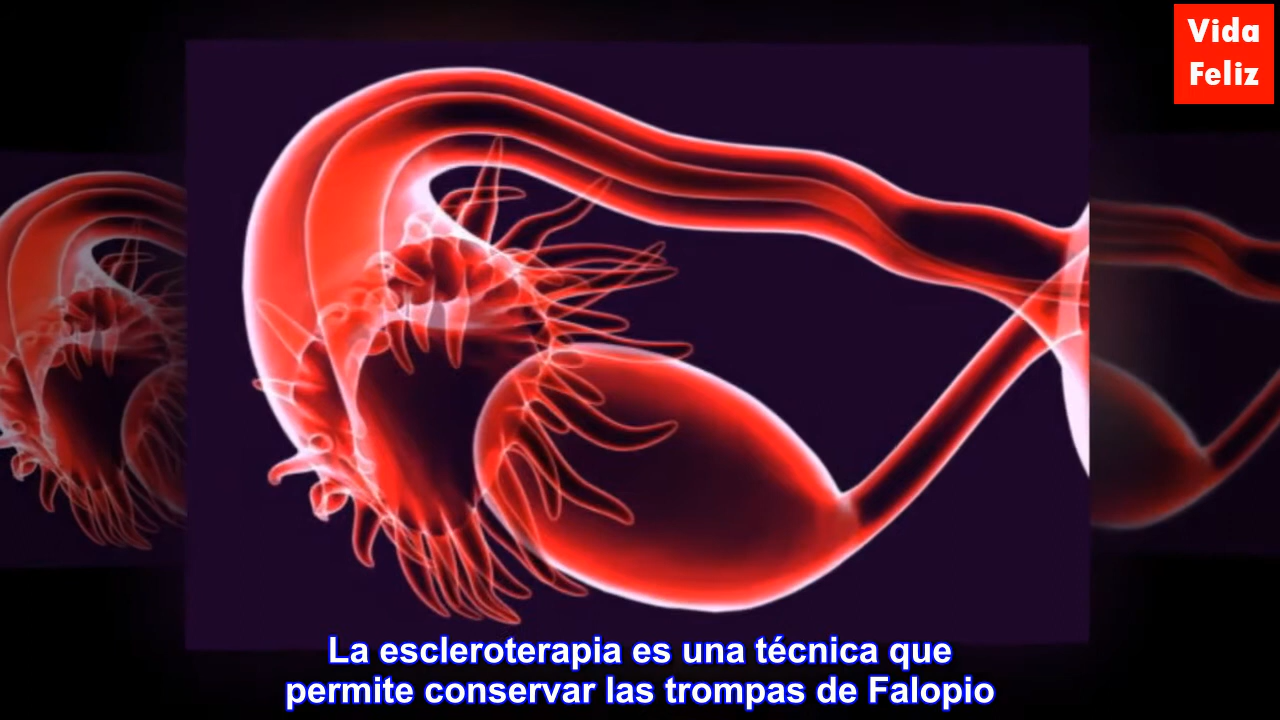 Vida
Feliz
La escleroterapia es una técnica que
permite conservar las trompas de Falopio